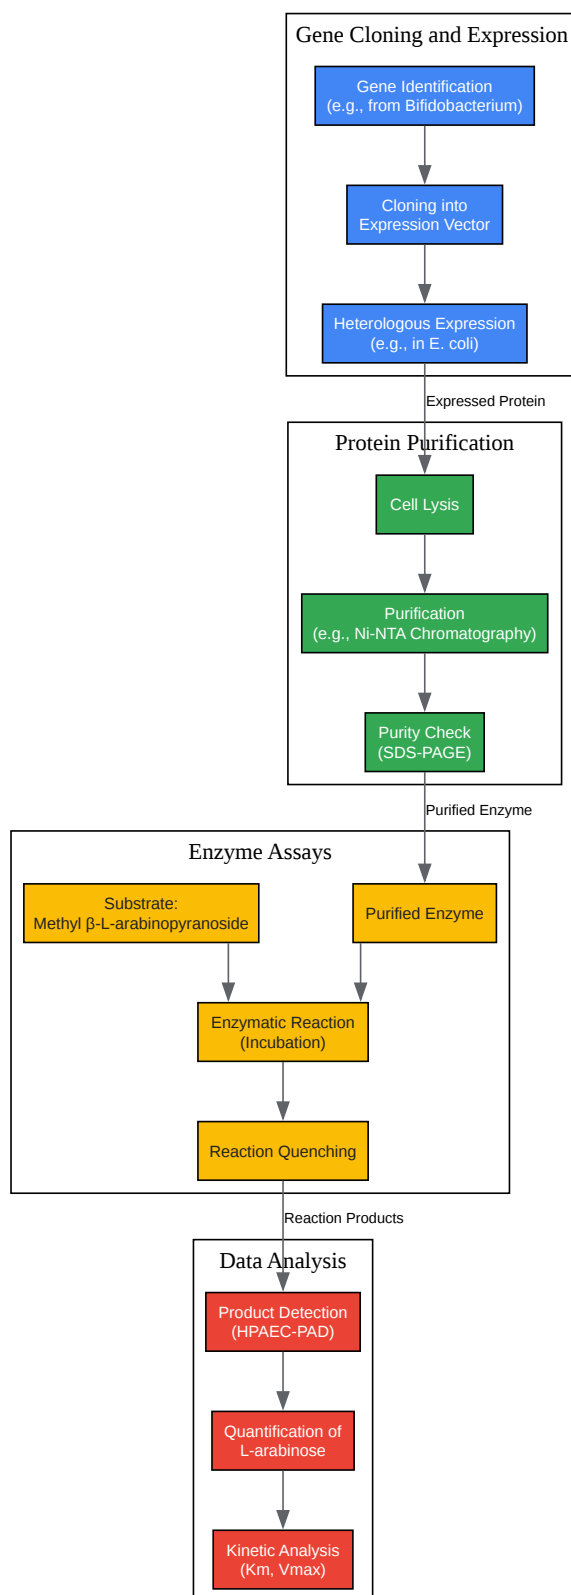 Gene Cloning and Expression
Gene Identification
(e.g., from Bifidobacterium)
Cloning into
Expression Vector
Heterologous Expression
(e.g., in E. coli)
Expressed Protein
Protein Purification
Cell Lysis
Purification
(e.g., Ni-NTA Chromatography)
Purity Check
(SDS-PAGE)
Purified Enzyme
Enzyme Assays
Substrate:
Methyl β-L-arabinopyranoside
Purified Enzyme
Enzymatic Reaction
(Incubation)
Reaction Quenching
Reaction Products
Data Analysis
Product Detection
(HPAEC-PAD)
Quantification of
L-arabinose
Kinetic Analysis
(Km, Vmax)